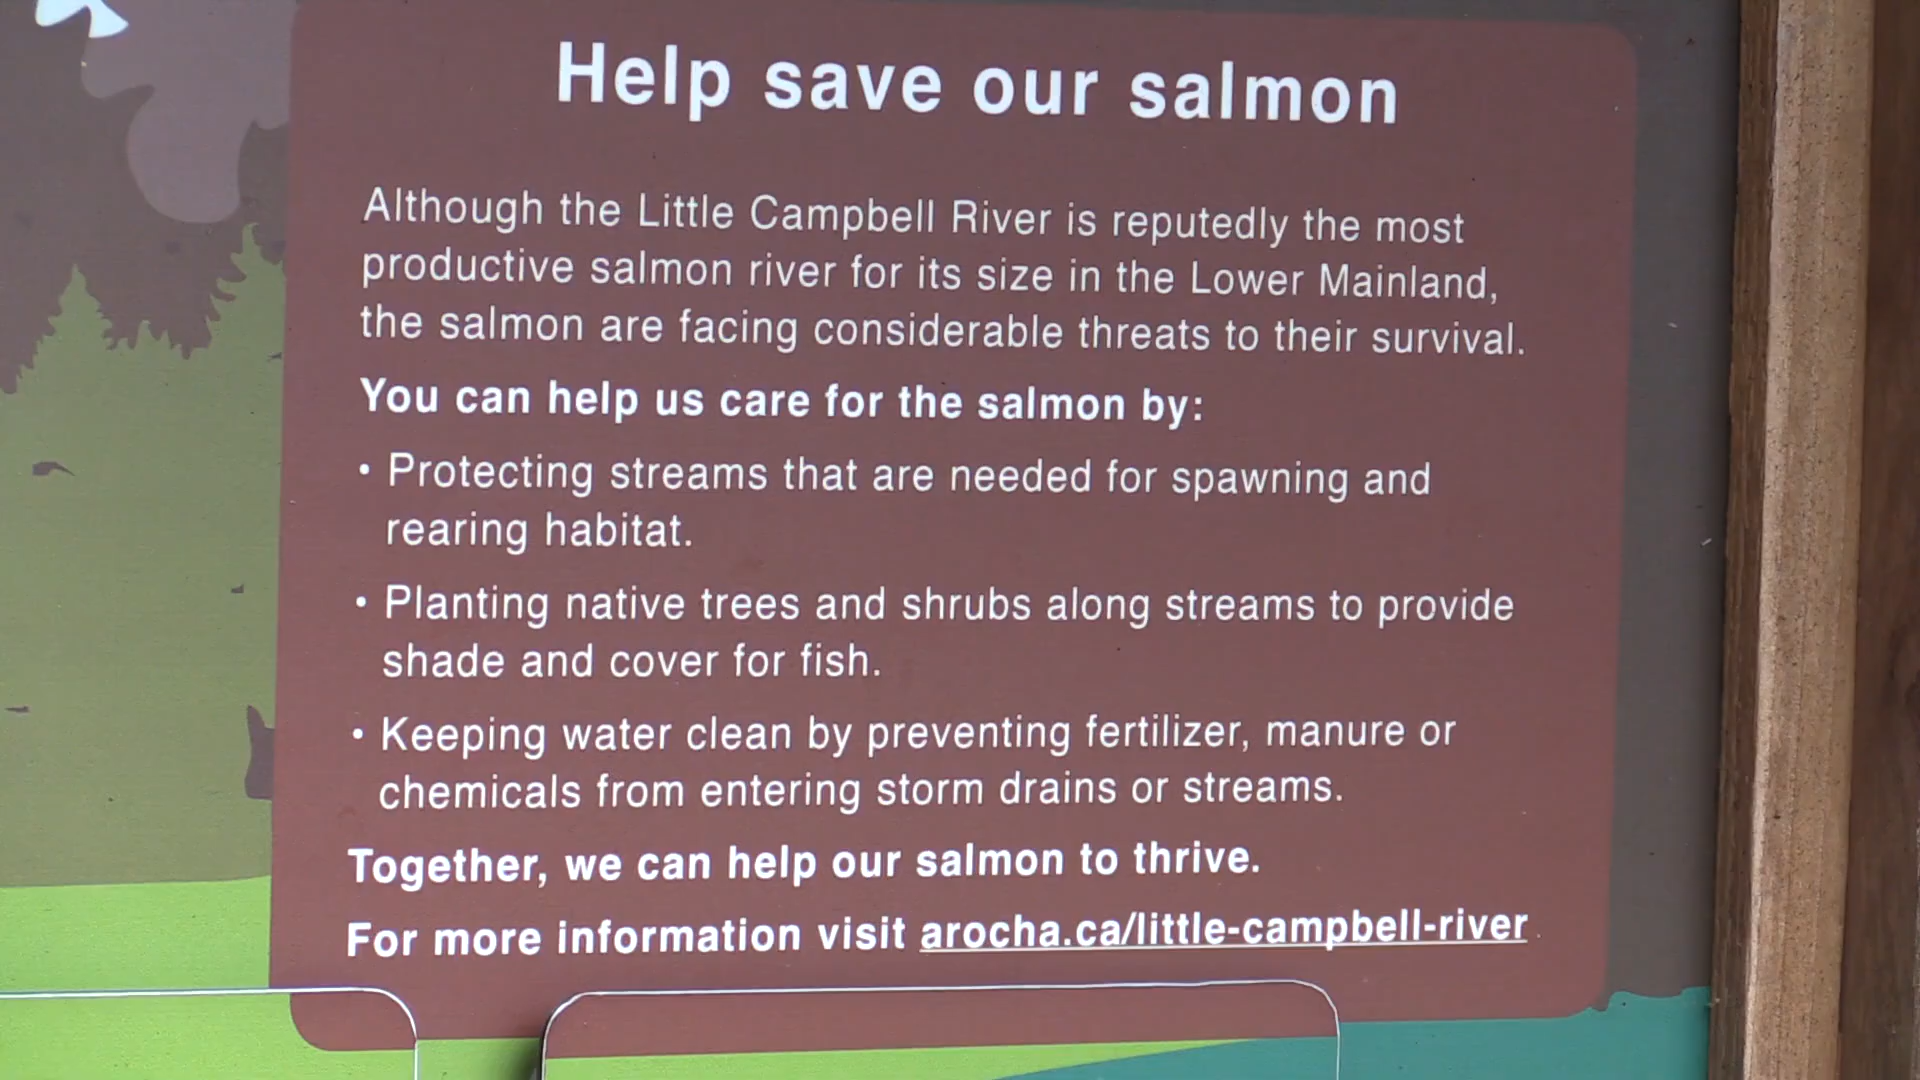 Help save our salmon
Although the Little Campbell River is reputedly the most
productive salmon river for its size in the Lower Mainland,
the salmon are facing considerable threats to their survival.
You can help us care for the salmon by:
• Protecting streams that are needed for spawning and
rearing habitat.
• Planting native trees and shrubs along streams to provide
shade and cover for fish.
• Keeping water clean by preventing fertilizer, manure or
chemicals from entering storm drains or streams.
Together, we can help our salmon to thrive.
For more information visit arocha.ca/little-campbell-river